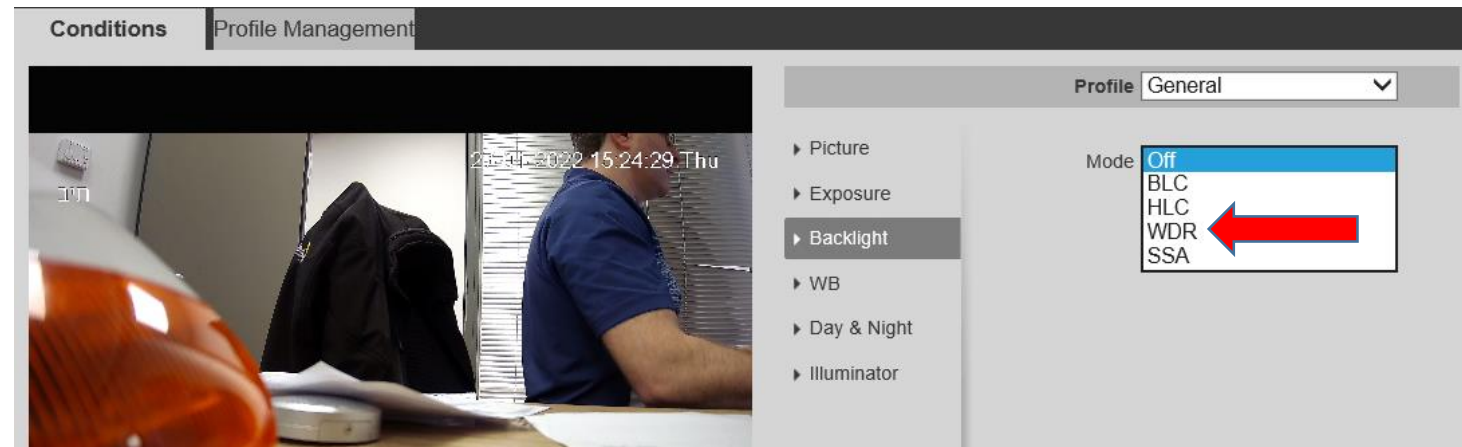 Conditions
Profile Management
Profile General
15:24:29 Thu
Picture
Exposure
Backlight
WB
Day & Night
Illuminator
Mode Off
BLC
HLC
WDR
SSA